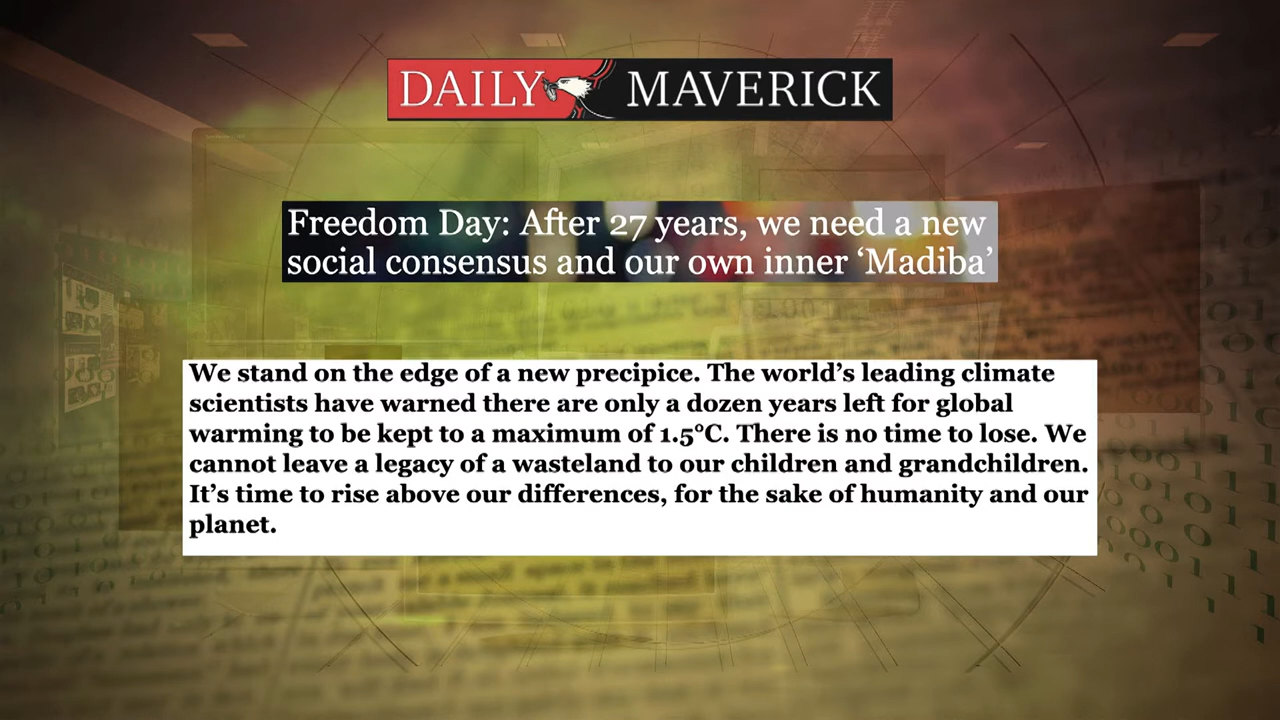 DAILY MAVERICK
Freedom Day: After 27 years, we need a new
social consensus and our own inner ‘Madiba’
We stand on the edge of a new precipice. The world’s leading climate
scientists have warned there are only a dozen years left for global
warming to be kept to a maximum of 1.5°C. There is no time to lose. We
cannot leave a legacy of a wasteland to our children and grandchildren.
It’s time to rise above our differences, for the sake of humanity and our
planet.